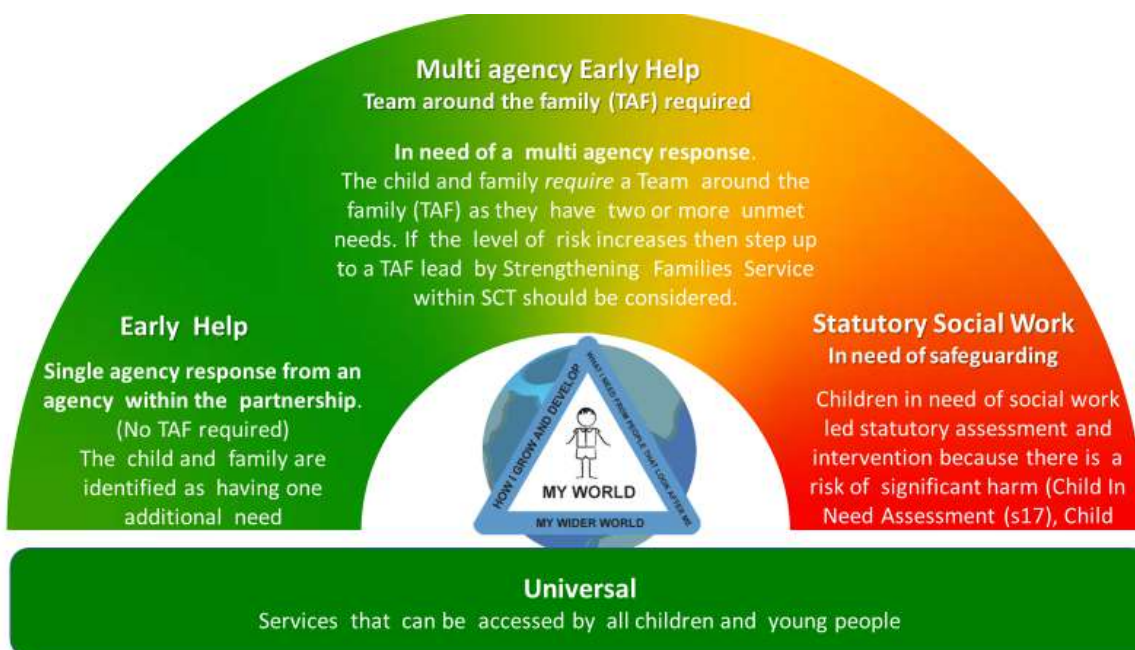 Multi agency Early Help
Team around the family (TAF) required
In need of a multi agency response.
The child and family require a Team around the
family (TAF) as they have two or more unmet
needs. If the level of risk increases then step up
to a TAF lead by Strengthening Families Service
within SCT should be considered.
Early Help
Single agency response from an
agency within the partnership.
(No TAF required)
The child and family are
identified as having one
additional need
Statutory Social Work
In need of safeguarding
Children in need of social work
led statutory assessment and
intervention because there is a
risk of significant harm (Child In
Need Assessment (s17), Child
HOW I GROW AND DEVELOP
WHAT I NEED FROM PEOPLE THAT LOOK AFTER ME
MY WORLD
MY WIDER WORLD
Universal
Services that can be accessed by all children and young people